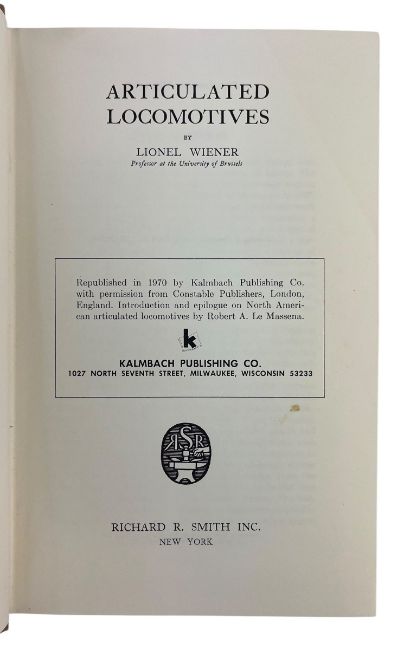 ARTICULATED
LOCOMOTIVES
BY
LIONEL WIENER
Professor at the University of Brussels
Republished in 1970 by Kalmbach Publishing Co.
with permission from Constable Publishers, London,
England. Introduction and epilogue on North Ameri-
can articulated locomotives by Robert A. Le Massena.
k
KALMBACH PUBLISHING CO.
1027 NORTH SEVENTH STREET, MILWAUKEE, WISCONSIN 53233
RSR
RICHARD R. SMITH INC.
NEW YORK